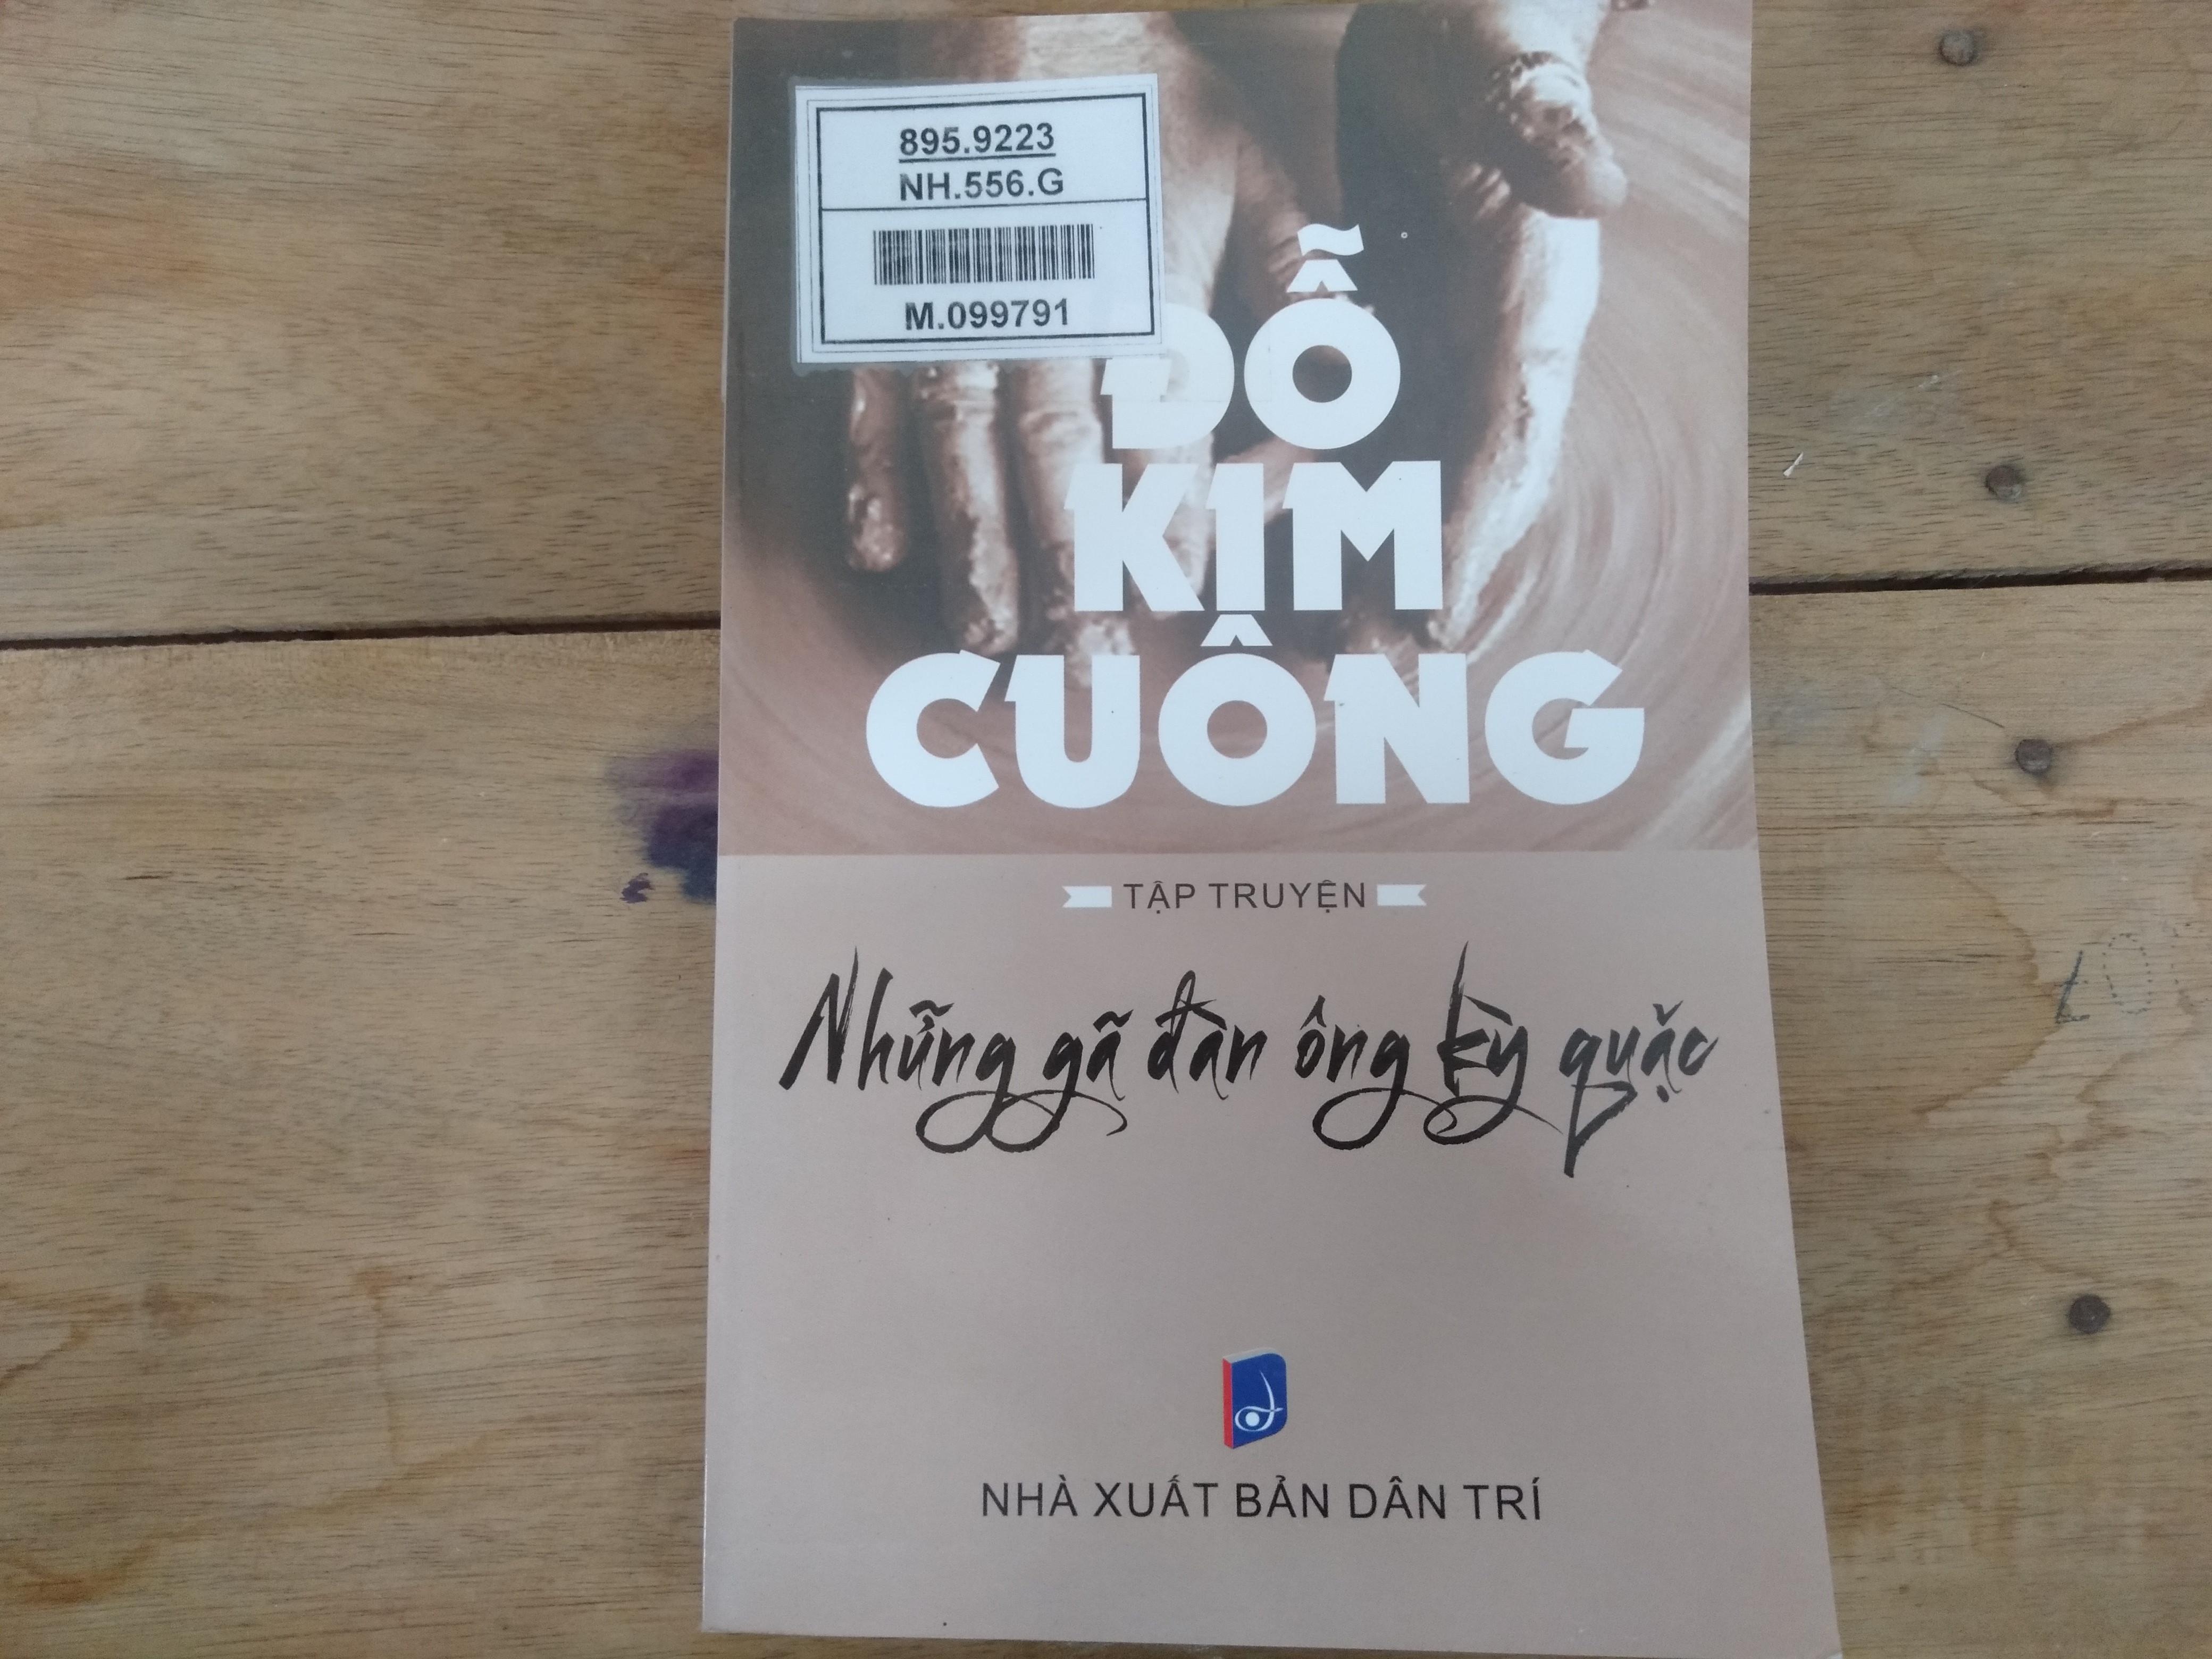 895.9223
NH.556.G
M.099791
ĐỖ
KIM
CUÔNG
TẬP TRUYỆN
Những gã đàn ông kỳ quặc
NHÀ XUẤT BẢN DÂN TRÍ